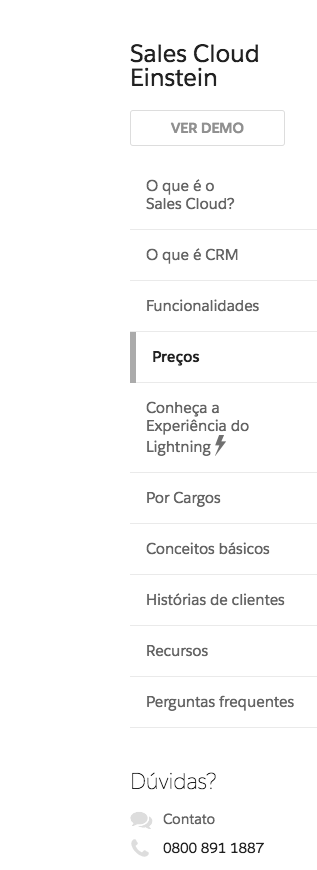 Sales Cloud
Einstein
VER DEMO
O que é o
Sales Cloud?
O que é CRM
Funcionalidades
Preços
Conheça a
Experiência do
Lightning
Por Cargos
Conceitos básicos
Histórias de clientes
Recursos
Perguntas frequentes
Dúvidas?
Contato
0800 891 1887